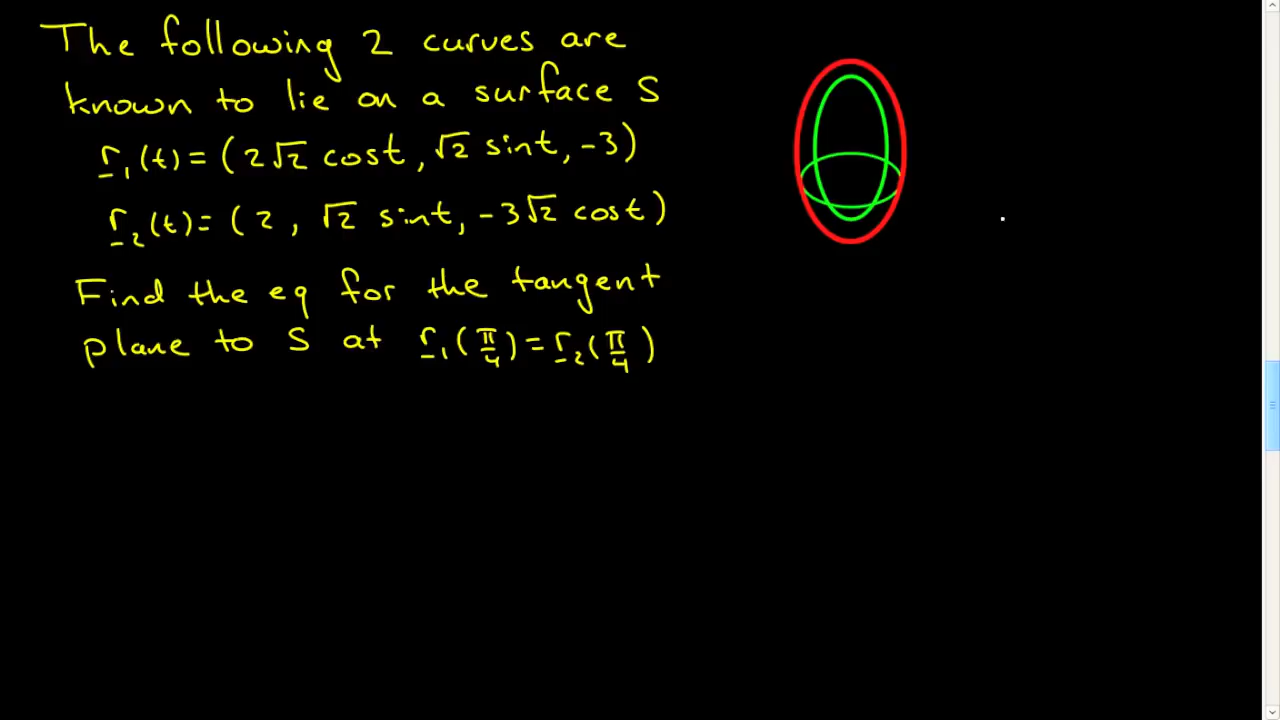 The following 2 curves are
known to lie on a surface S
r₁(t) = (2√2 cost, √2 sint, -3)
r₂(t) = (2, √2 sint, -3√2 cost)
Find the eq for the tangent
plane to S at r₁(π/4) = r₂(π/4)